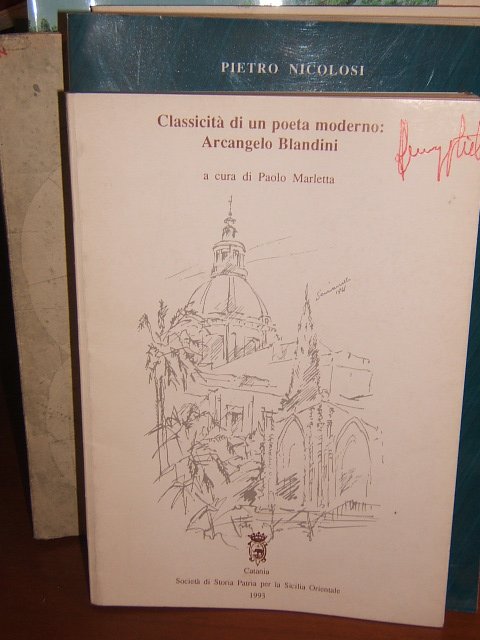 PIETRO NICOLOSI
Classicità di un poeta moderno:
Arcangelo Blandini
a cura di Paolo Marletta
Catania
Società di Storia Patria per la Sicilia Orientale
1993